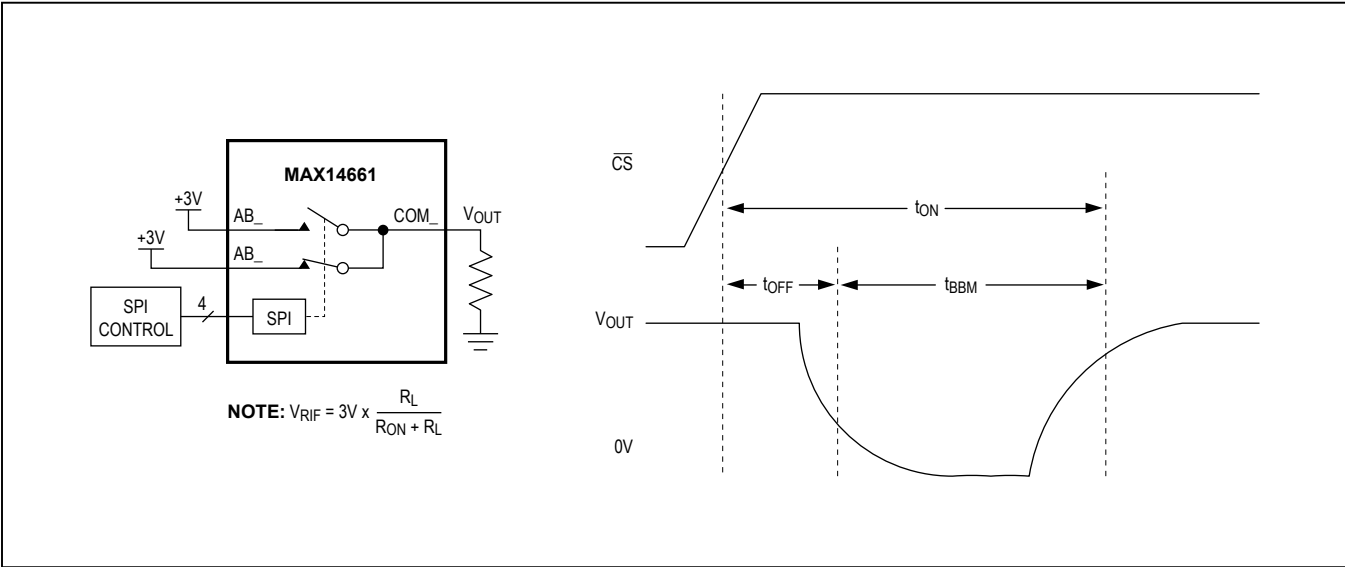 MAX14661
+3V
AB_
COM_
VOUT
+3V
AB_
SPI
CONTROL
4
SPI
NOTE: VRIF = 3V x RL / RON + RL
CS
tON
tOFF
tBBM
VOUT
0V